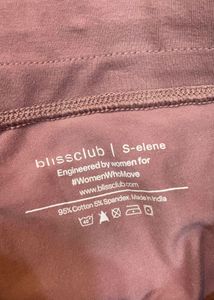 blissclub | S-elene
Engineered by women for
#WomenWhoMove
www.blissclub.com
95% Cotton 5% Spandex. Made in India